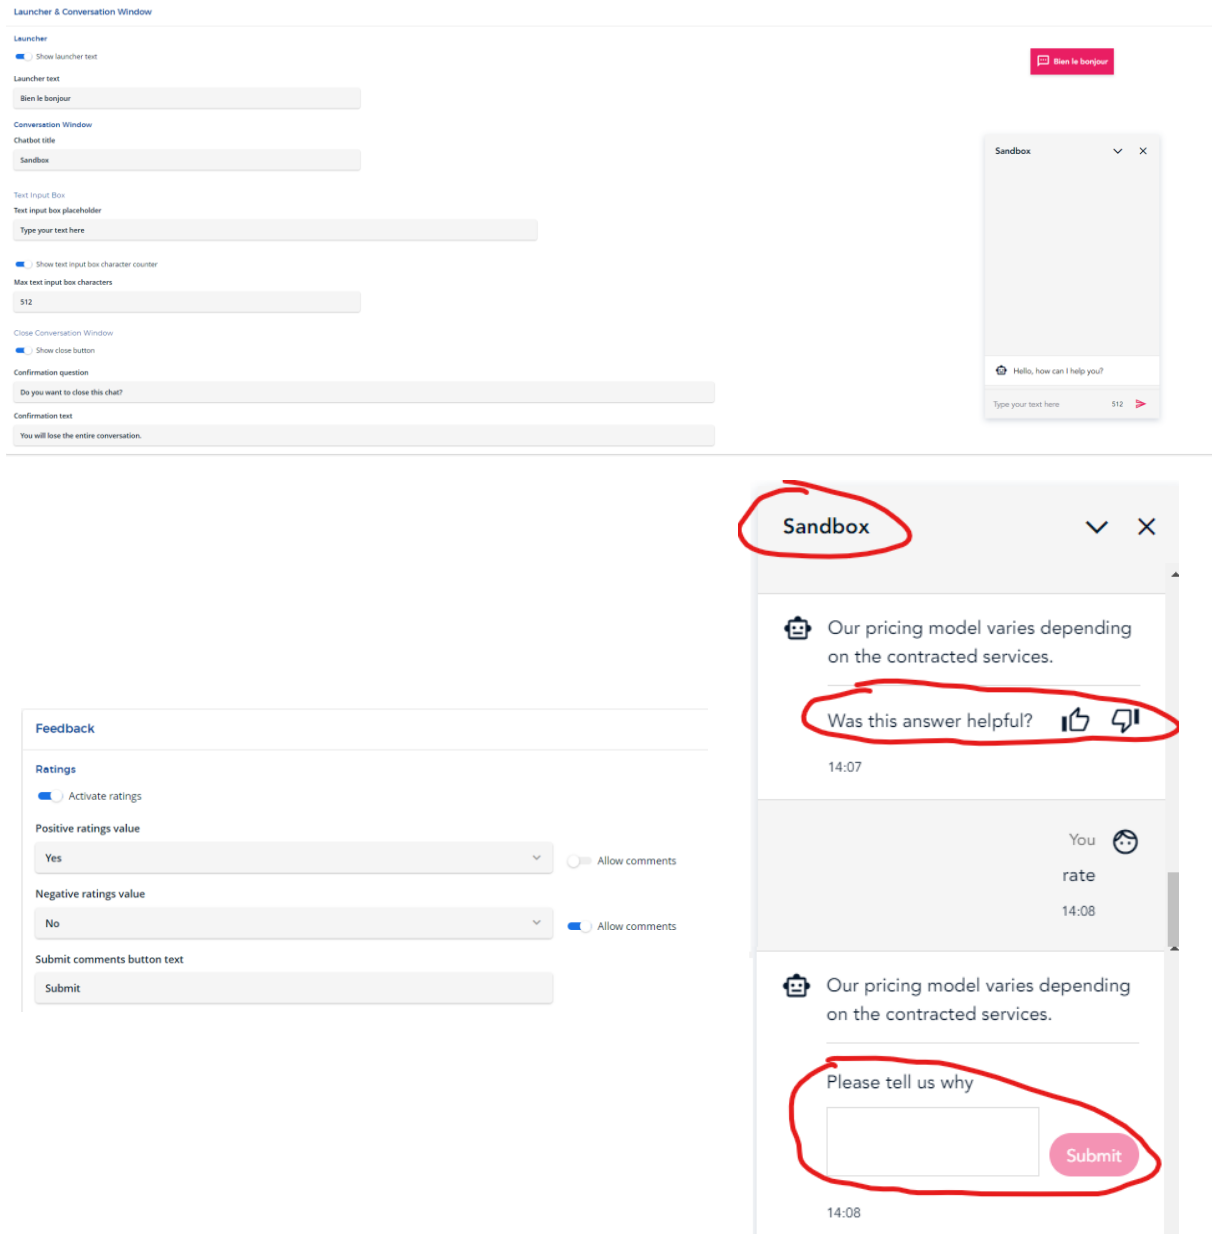 Launcher & Conversation Window
Launcher
Show launcher text
Launcher text
Bien le bonjour
Conversation Window
Chatbot title
Sandbox
Text Input Box
Text input box placeholder
Type your text here
Show text input box character counter
Max text input box characters
512
Close Conversation Window
Show close button
Confirmation question
Do you want to close this chat?
Confirmation text
You will lose the entire conversation.
Bien le bonjour
Sandbox
Hello, how can I help you?
Type your text here 512
Feedback
Ratings
Activate ratings
Positive ratings value
Yes
Allow comments
Negative ratings value
No
Allow comments
Submit comments button text
Submit
Sandbox
Our pricing model varies depending
on the contracted services.
Was this answer helpful?
14:07
You
rate
14:08
Our pricing model varies depending
on the contracted services.
Please tell us why
Submit
14:08